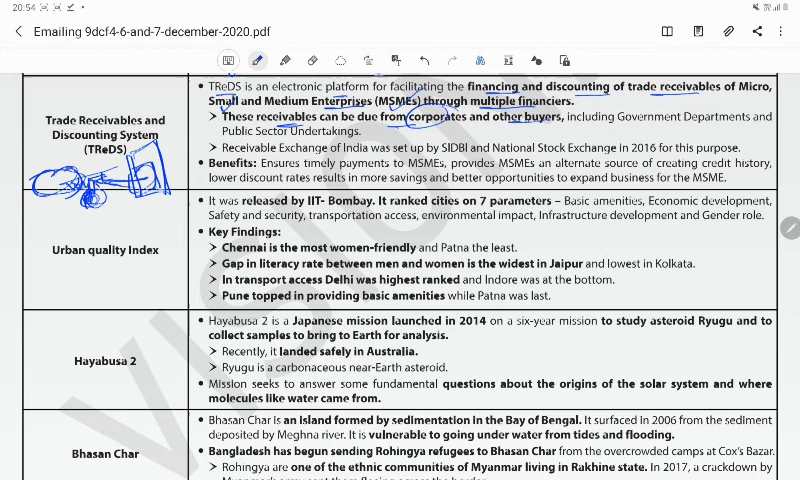 20:54
Emailing 9dcf4-6-and-7-december-2020.pdf
Trade Receivables and
Discounting System
(TReDS)
• TReDS is an electronic platform for facilitating the financing and discounting of trade receivables of Micro,
Small and Medium Enterprises (MSMEs) through multiple financiers.
➢ These receivables can be due from corporates and other buyers, including Government Departments and
Public Sector Undertakings.
➢ Receivable Exchange of India was set up by SIDBI and National Stock Exchange in 2016 for this purpose.
• Benefits: Ensures timely payments to MSMEs, provides MSMEs an alternate source of creating credit history,
lower discount rates results in more savings and better opportunities to expand business for the MSME.
Urban quality Index
• It was released by IIT- Bombay. It ranked cities on 7 parameters – Basic amenities, Economic development,
Safety and security, transportation access, environmental impact, Infrastructure development and Gender role.
• Key Findings:
➢ Chennai is the most women-friendly and Patna the least.
➢ Gap in literacy rate between men and women is the widest in Jaipur and lowest in Kolkata.
➢ In transport access Delhi was highest ranked and Indore was at the bottom.
➢ Pune topped in providing basic amenities while Patna was last.
Hayabusa 2
• Hayabusa 2 is a Japanese mission launched in 2014 on a six-year mission to study asteroid Ryugu and to
collect samples to bring to Earth for analysis.
➢ Recently, it landed safely in Australia.
➢ Ryugu is a carbonaceous near-Earth asteroid.
• Mission seeks to answer some fundamental questions about the origins of the solar system and where
molecules like water came from.
Bhasan Char
• Bhasan Char is an island formed by sedimentation in the Bay of Bengal. It surfaced in 2006 from the sediment
deposited by Meghna river. It is vulnerable to going under water from tides and flooding.
• Bangladesh has begun sending Rohingya refugees to Bhasan Char from the overcrowded camps at Cox's Bazar.
➢ Rohingya are one of the ethnic communities of Myanmar living in Rakhine state. In 2017, a crackdown by